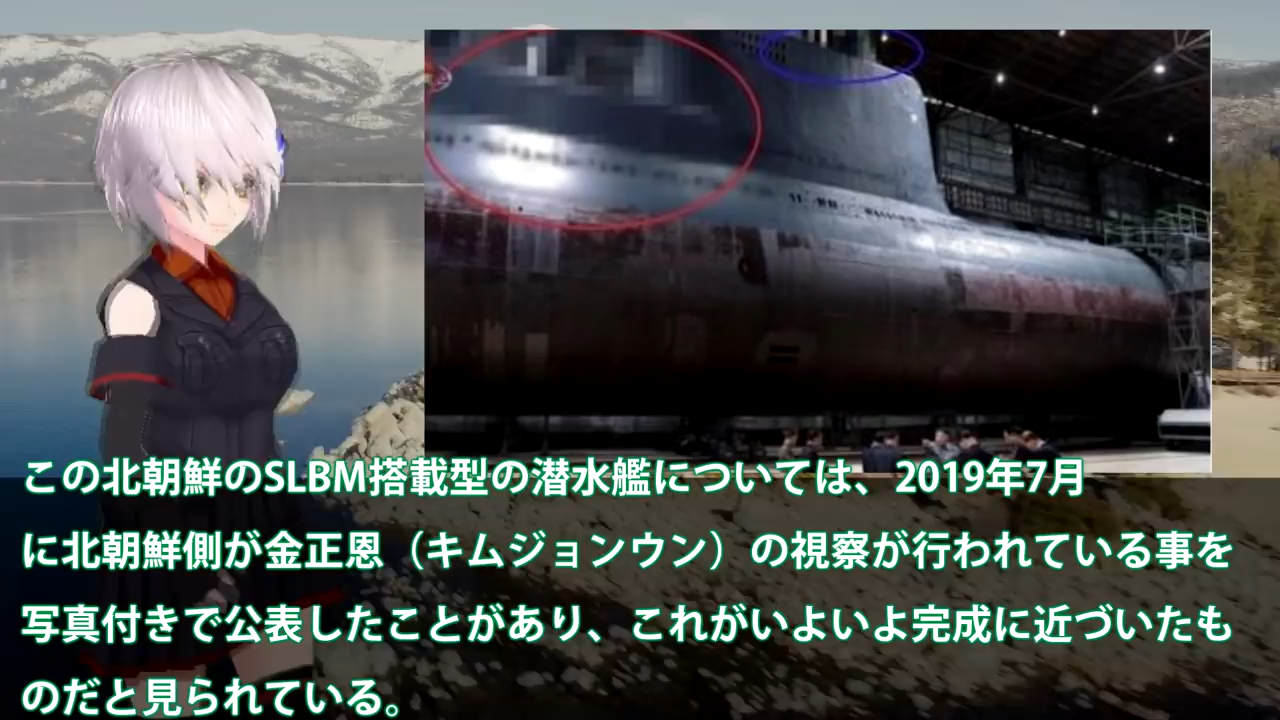 この北朝鮮のSLBM搭載型の潜水艦については、2019年7月
に北朝鮮側が金正恩（キムジョンウン）の視察が行われている事を
写真付きで公表したことがあり、これがいよいよ完成に近づいたも
のだと見られている。